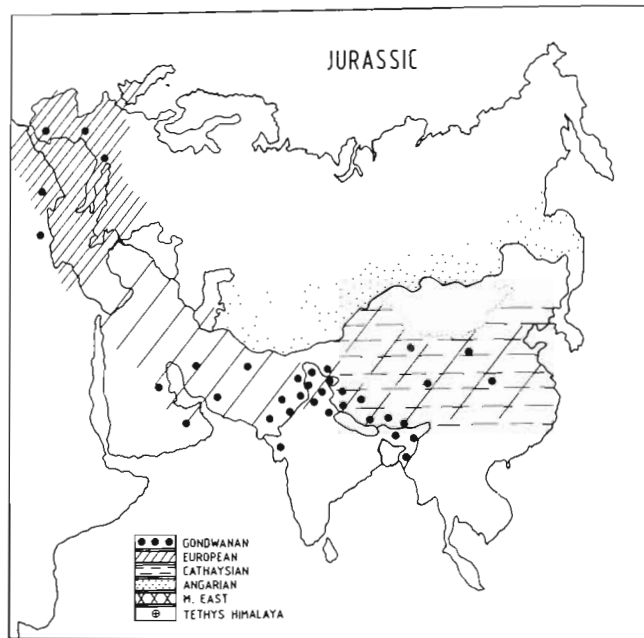 JURASSIC
GONDWANAN
EUROPEAN
CATHAYSIAN
ANGARIAN
M. EAST
TETHYS HIMALAYA